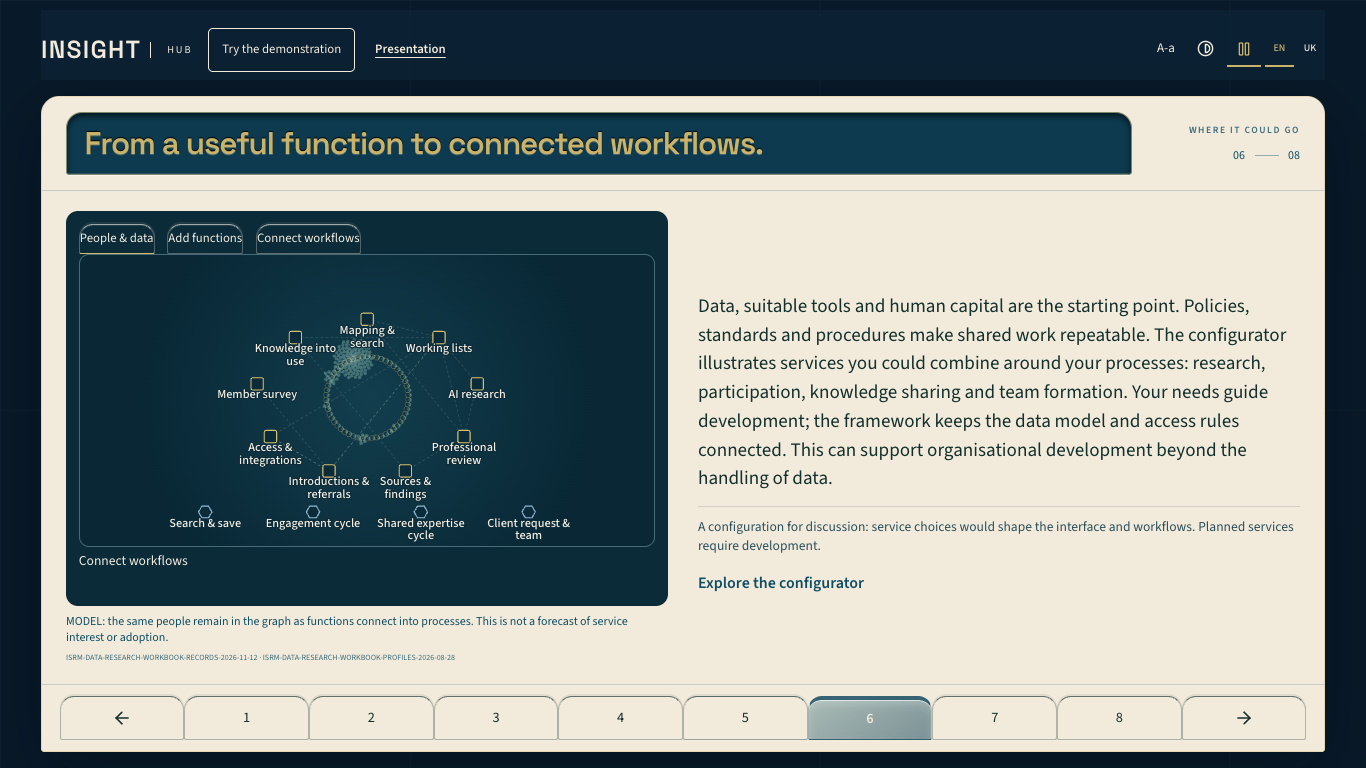 INSIGHT HUB Try the demonstration Presentation A-a EN UK
From a useful function to connected workflows.
WHERE IT COULD GO
06 08
People & data Add functions Connect workflows
Mapping &
search
Knowledge into
use
Working lists
Member survey
AI research
Access &
integrations
Professional
review
Introductions &
referrals
Sources &
findings
Search & save
Engagement cycle
Shared expertise
cycle
Client request &
team
Connect workflows
MODEL: the same people remain in the graph as functions connect into processes. This is not a forecast of service
interest or adoption.
ISRM-DATA-RESEARCH-WORKBOOK-RECORDS-2026-11-12 · ISRM-DATA-RESEARCH-WORKBOOK-PROFILES-2026-08-28
Data, suitable tools and human capital are the starting point. Policies,
standards and procedures make shared work repeatable. The configurator
illustrates services you could combine around your processes: research,
participation, knowledge sharing and team formation. Your needs guide
development; the framework keeps the data model and access rules
connected. This can support organisational development beyond the
handling of data.
A configuration for discussion: service choices would shape the interface and workflows. Planned services
require development.
Explore the configurator
← 1 2 3 4 5 6 7 8 →